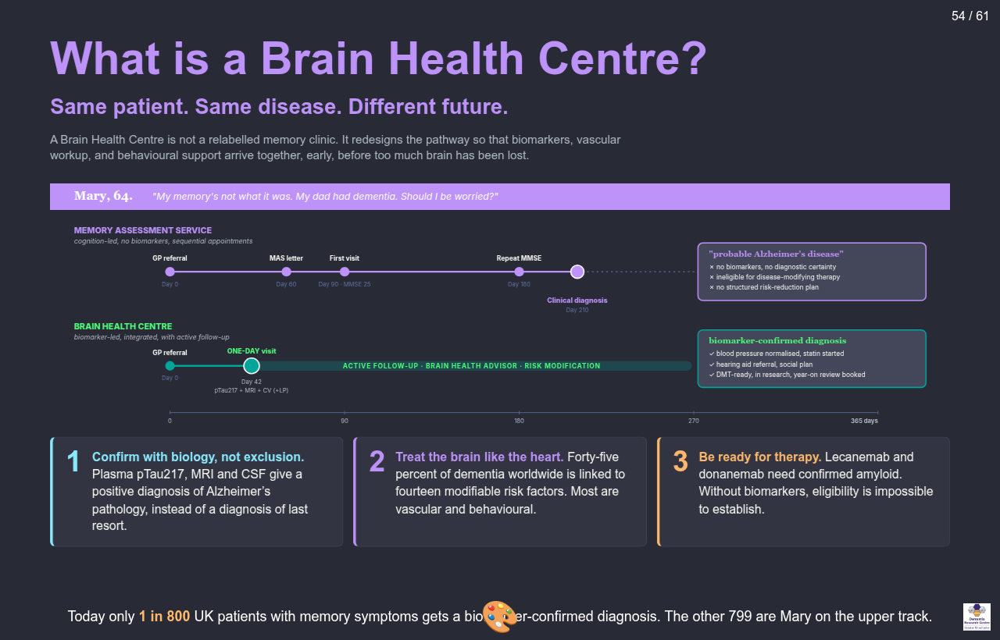 54 / 61
What is a Brain Health Centre?
Same patient. Same disease. Different future.
A Brain Health Centre is not a relabelled memory clinic. It redesigns the pathway so that biomarkers, vascular
workup, and behavioural support arrive together, early, before too much brain has been lost.
Mary, 64. "My memory's not what it was. My dad had dementia. Should I be worried?"
MEMORY ASSESSMENT SERVICE
cognition-led, no biomarkers, sequential appointments
GP referral MAS letter First visit Repeat MMSE
Day 0 Day 60 Day 90 · MMSE 25 Day 180
Clinical diagnosis
Day 210
"probable Alzheimer's disease"
× no biomarkers, no diagnostic certainty
× ineligible for disease-modifying therapy
× no structured risk-reduction plan
BRAIN HEALTH CENTRE
biomarker-led, integrated, with active follow-up
GP referral ONE-DAY visit
ACTIVE FOLLOW-UP · BRAIN HEALTH ADVISOR · RISK MODIFICATION
Day 0 Day 42
pTau217 + MRI + CV (+LP)
biomarker-confirmed diagnosis
✓ blood pressure normalised, statin started
✓ hearing aid referral, social plan
✓ DMT-ready, in research, year-on review booked
0 90 180 270 365 days
1 Confirm with biology, not exclusion.
Plasma pTau217, MRI and CSF give a
positive diagnosis of Alzheimer's
pathology, instead of a diagnosis of last
resort.
2 Treat the brain like the heart. Forty-five
percent of dementia worldwide is linked to
fourteen modifiable risk factors. Most are
vascular and behavioural.
3 Be ready for therapy. Lecanemab and
donanemab need confirmed amyloid.
Without biomarkers, eligibility is impossible
to establish.
Today only 1 in 800 UK patients with memory symptoms gets a bio er-confirmed diagnosis. The other 799 are Mary on the upper track.
Dementia
Research Centre